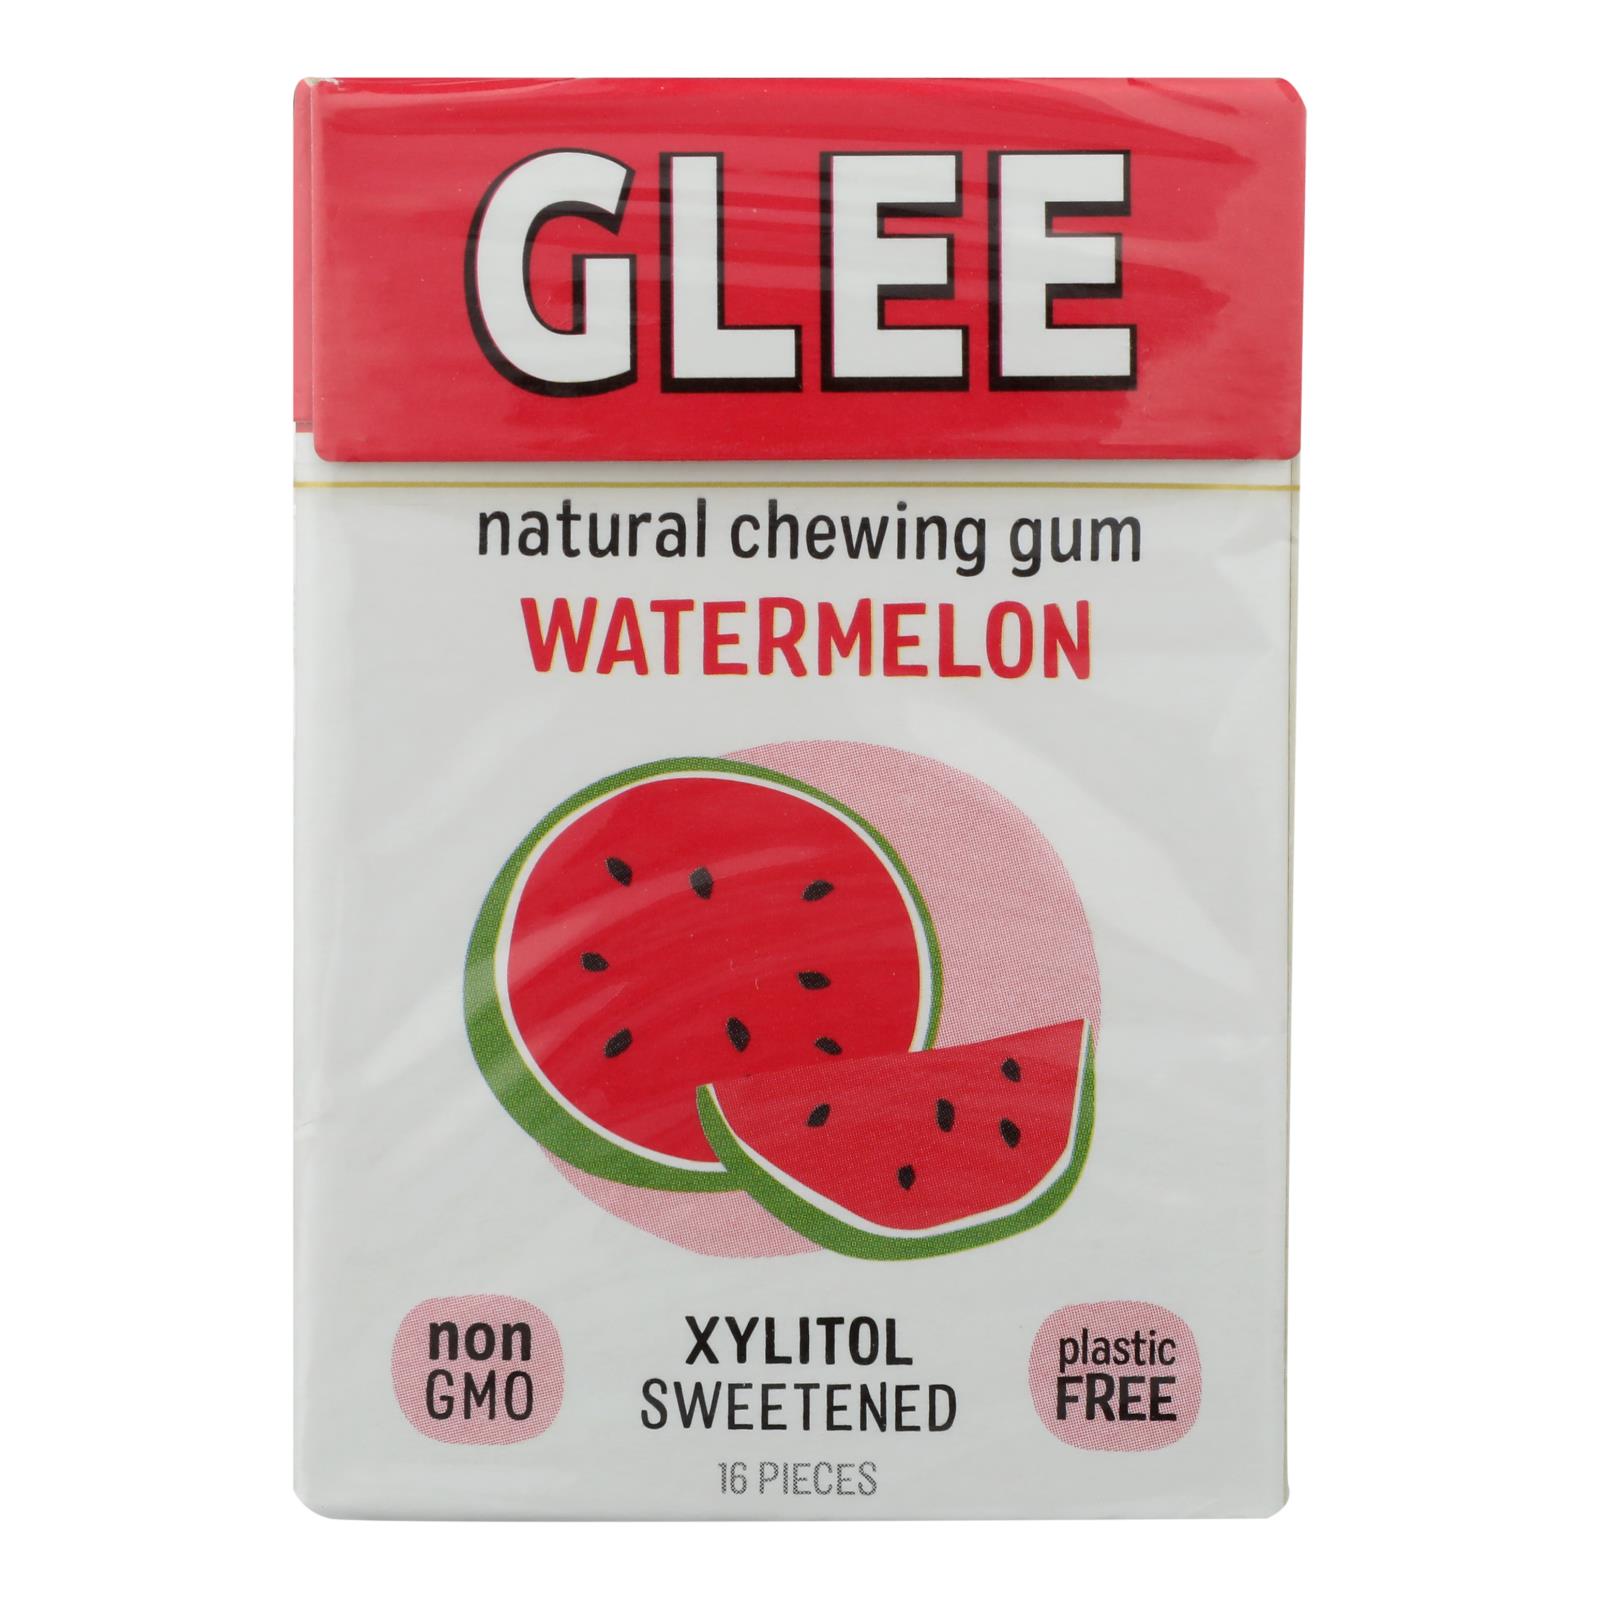 GLEE
natural chewing gum
WATERMELON
non
GMO
XYLITOL
SWEETENED
plastic
FREE
16 PIECES